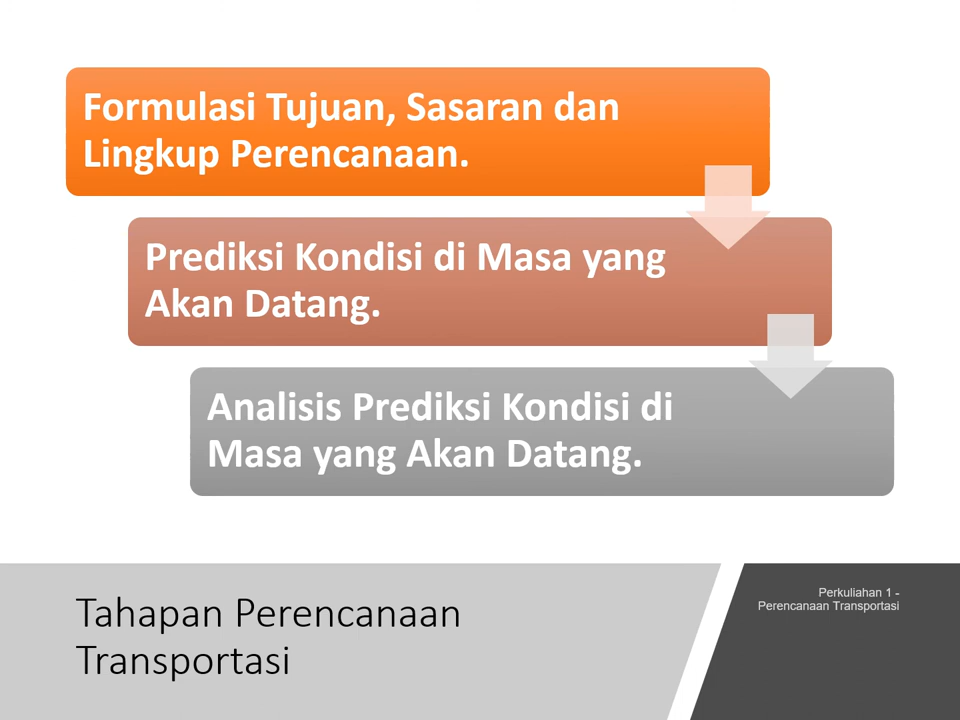 Formulasi Tujuan, Sasaran dan
Lingkup Perencanaan.
Prediksi Kondisi di Masa yang
Akan Datang.
Analisis Prediksi Kondisi di
Masa yang Akan Datang.
Tahapan Perencanaan
Transportasi
Perkuliahan 1 -
Perencanaan Transportasi